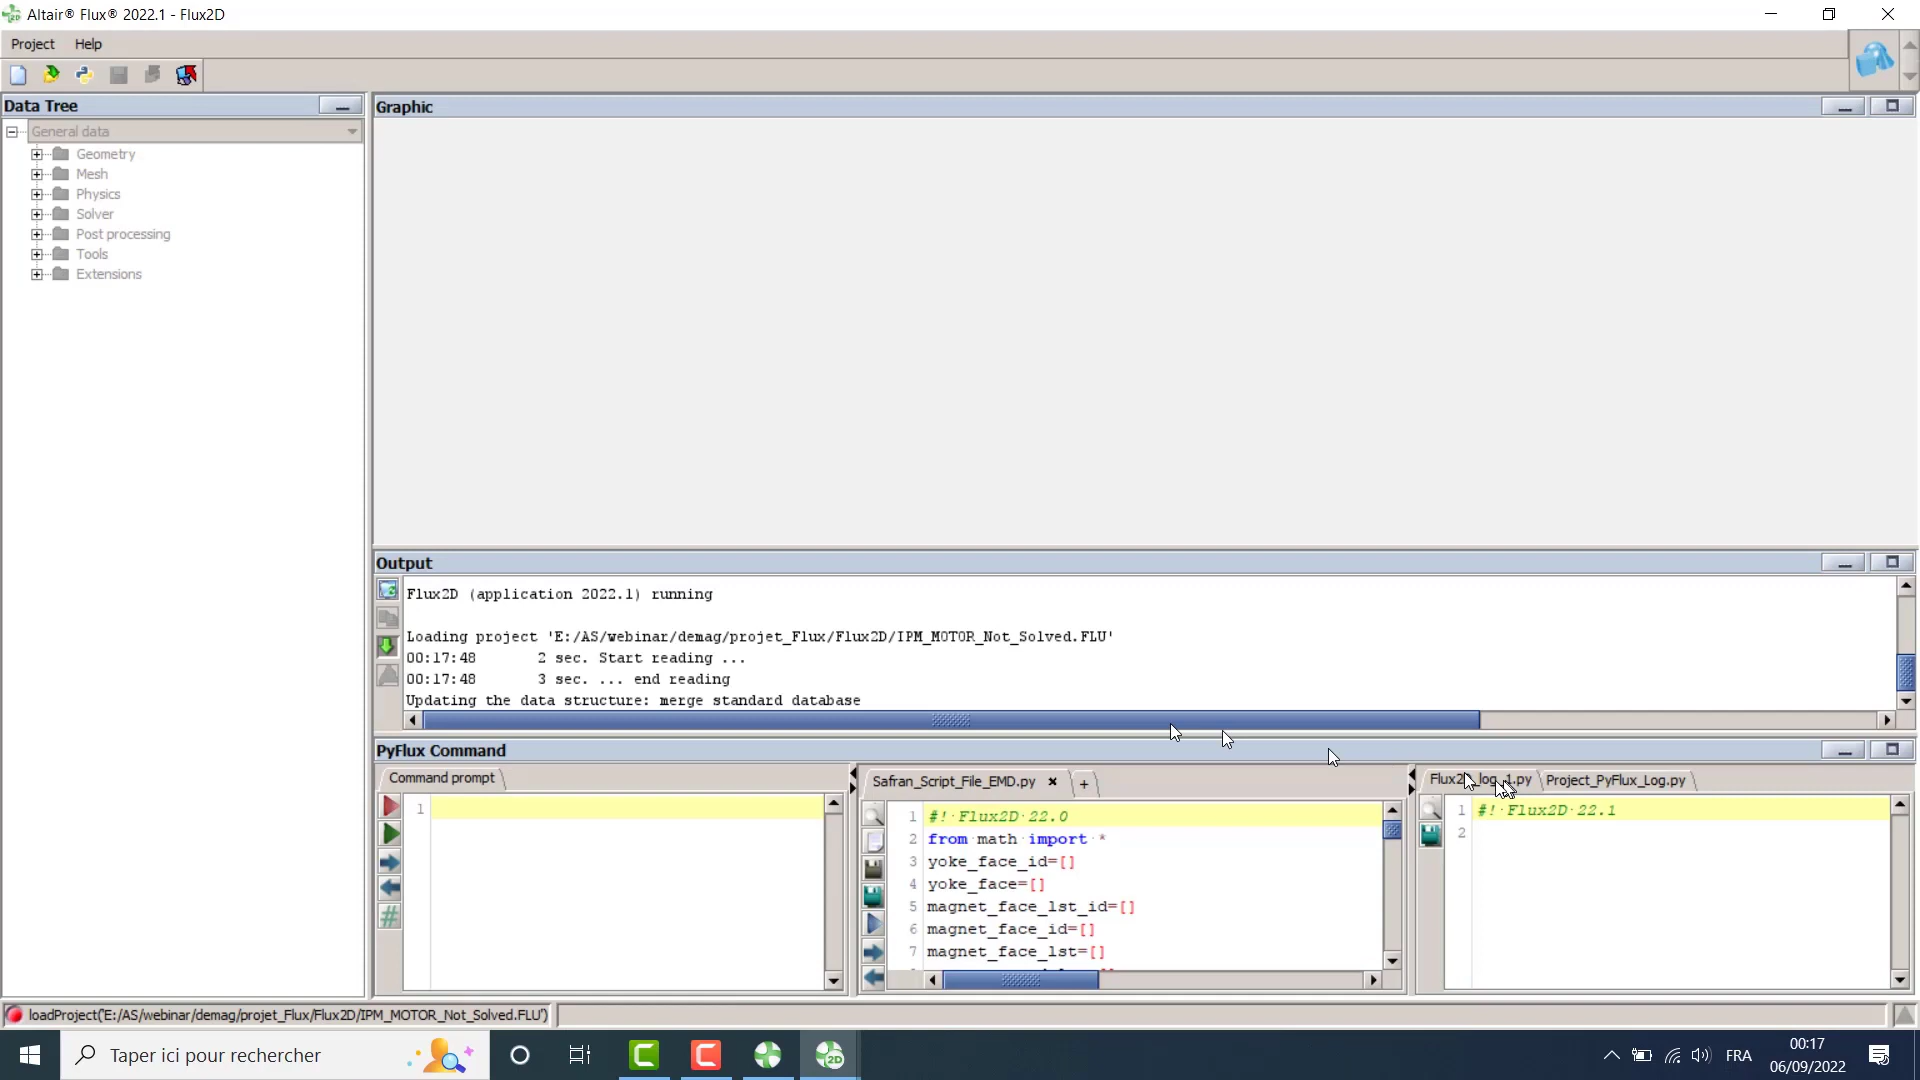 Altair® Flux® 2022.1 - Flux2D
Project Help
Data Tree
General data
Geometry
Mesh
Physics
Solver
Post processing
Tools
Extensions
Graphic
Output
Flux2D (application 2022.1) running
Loading project 'E:/AS/webinar/demag/projet_Flux/Flux2D/IPM_MOTOR_Not_Solved.FLU'
00:17:48 2 sec. Start reading ...
00:17:48 3 sec. ... end reading
Updating the data structure: merge standard database
PyFlux Command
Command prompt
1
Safran_Script_File_EMD.py
1 #! Flux2D 22.0
2 from math import *
3 yoke_face_id=[]
4 yoke_face=[]
5 magnet_face_lst_id=[]
6 magnet_face_id=[]
7 magnet_face_lst=[]
Project_PyFlux_Log.py
1 #! Flux2D 22.1
2
loadProject('E:/AS/webinar/demag/projet_Flux/Flux2D/IPM_MOTOR_Not_Solved.FLU')
Taper ici pour rechercher
2D
FRA
00:17
06/09/2022